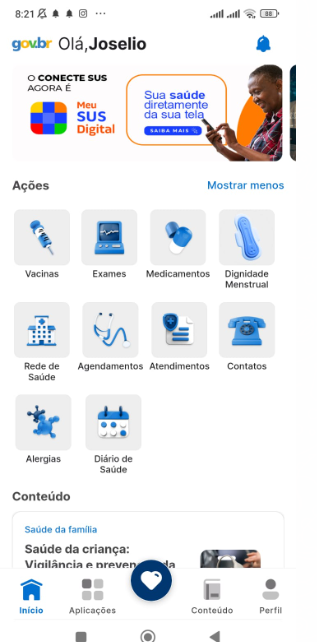 8:21
88
gov.br Olá, Joselio
O CONECTE SUS
AGORA É
Meu
SUS
Digital
Sua saúde
diretamente
da sua tela
SAIBA MAIS
Ações
Mostrar menos
Vacinas
Exames
Medicamentos
Dignidade
Menstrual
Rede de
Saúde
Agendamentos
Atendimentos
Contatos
Alergias
Diário de
Saúde
Conteúdo
Saúde da família
Saúde da criança:
Vigilância e preven
da
Início
Aplicações
Conteúdo
Perfil